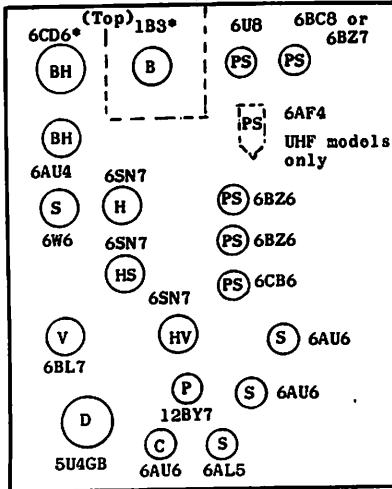 (Top)
6CD6* 1B3* 6U8 6BC8 or
6BZ7
BH B PS PS
PS 6AF4
BH UHF models
only
6AU4
6SN7
S H PS 6BZ6
6W6
6SN7 PS 6BZ6
HS PS 6CB6
6SN7
V HV S 6AU6
6BL7
P S 6AU6
D 12BY7
C S
5U4GB 6AU6 6AL5